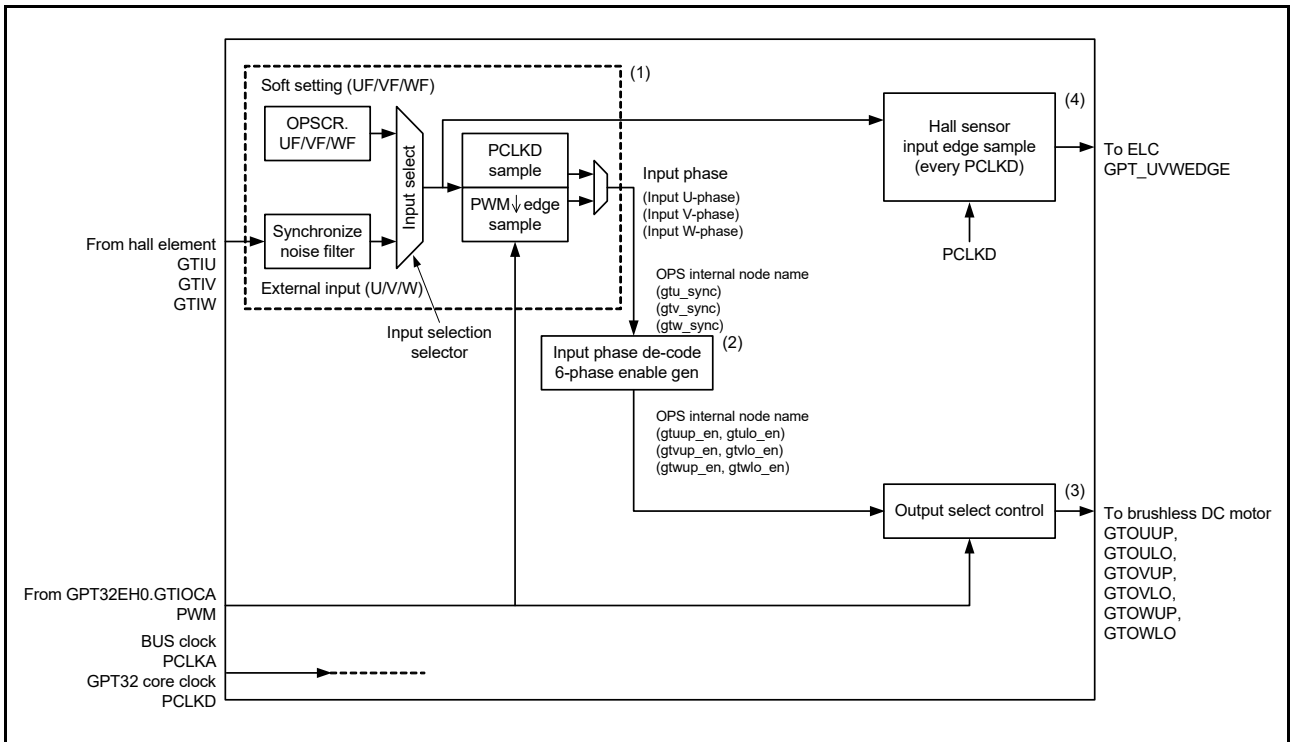 (1)
Soft setting (UF/VF/WF)
OPSCR.
UF/VF/WF
Input select
PCLKD
sample
PWM↓edge
sample
Synchronize
noise filter
External input (U/V/W)
Input selection
selector
From hall element
GTIU
GTIV
GTIW
Input phase
(Input U-phase)
(Input V-phase)
(Input W-phase)
OPS internal node name
(gtu_sync)
(gtv_sync)
(gtw_sync)
(2)
Input phase de-code
6-phase enable gen
OPS internal node name
(gtuup_en, gtulo_en)
(gtvup_en, gtvlo_en)
(gtwup_en, gtwlo_en)
(4)
Hall sensor
input edge sample
(every PCLKD)
PCLKD
To ELC
GPT_UVWEDGE
(3)
Output select control
To brushless DC motor
GTOUUP,
GTOULO,
GTOVUP,
GTOVLO,
GTOWUP,
GTOWLO
From GPT32EH0.GTIOCA
PWM
BUS clock
PCLKA
GPT32 core clock
PCLKD